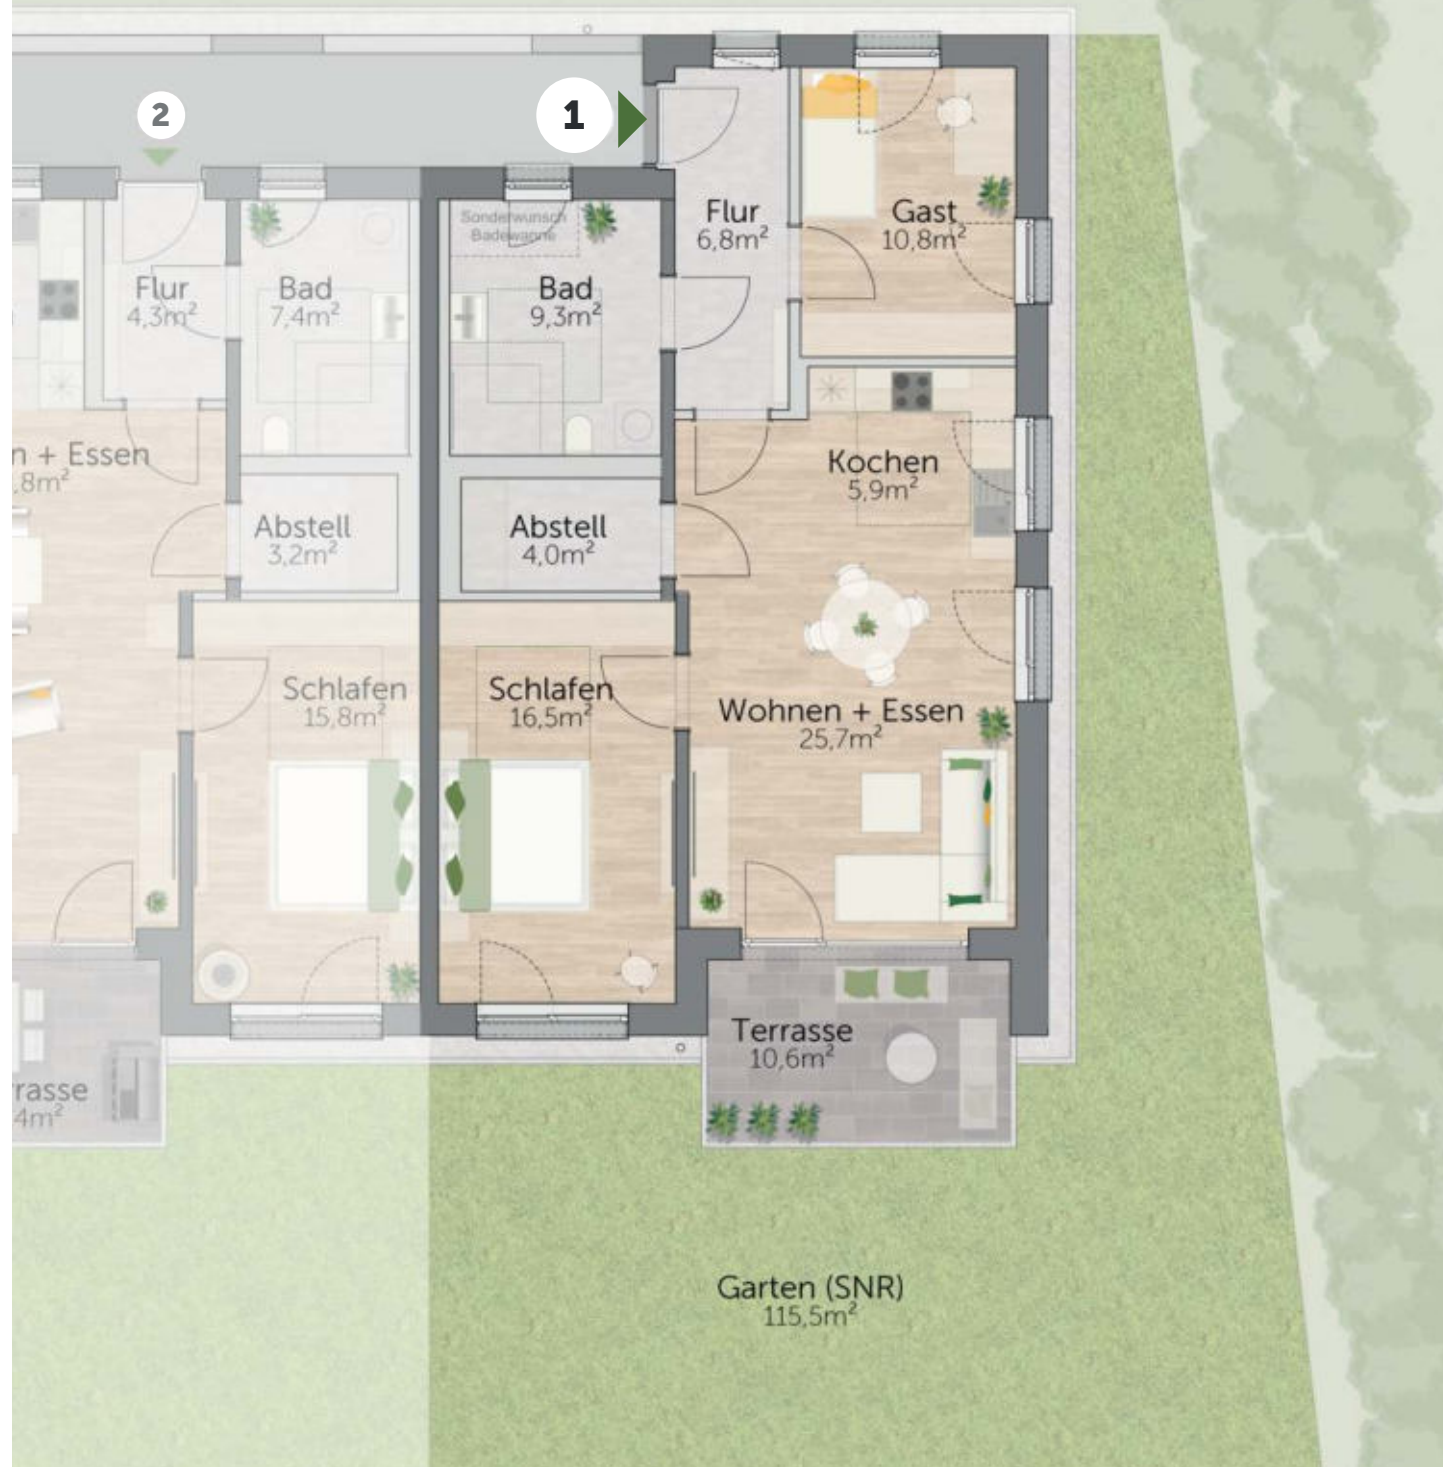 2
1
Flur
6,8m²
Gast
10,8m²
Sonderwunsch
Badewanne
Flur
4,3m²
Bad
7,4m²
Bad
9,3m²
n + Essen
,8m²
Kochen
5,9m²
Abstell
3,2m²
Abstell
4,0m²
Schlafen
15,8m²
Schlafen
16,5m²
Wohnen + Essen
25,7m²
Terrasse
10,6m²
rrasse
4m²
Garten (SNR)
115,5m²